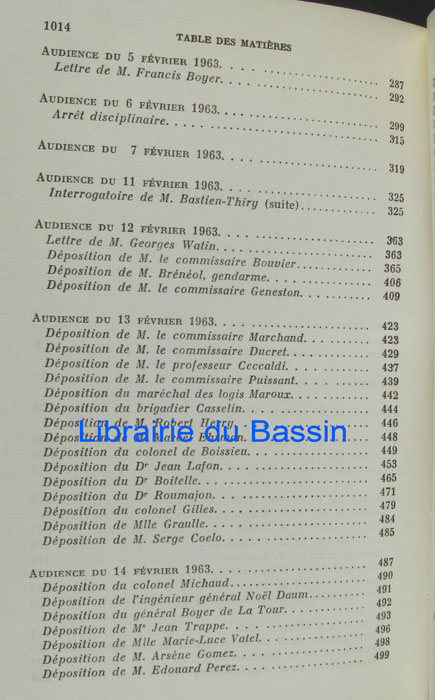 1014
TABLE DES MATIÈRES
AUDIENCE DU 5 FÉVRIER 1963. . . . 287
Lettre de M. Francis Boyer. . . . 292
AUDIENCE DU 6 FÉVRIER 1963. . . . 299
Arrêt disciplinaire. . . . 315
AUDIENCE DU 7 FÉVRIER 1963. . . . 319
AUDIENCE DU 11 FÉVRIER 1963. . . . 325
Interrogatoire de M. Bastien-Thiry (suite). . . . 325
AUDIENCE DU 12 FÉVRIER 1963. . . . 363
Lettre de M. Georges Watin. . . . 363
Déposition de M. le commissaire Bouvier. . . . 365
Déposition de M. Brénéol, gendarme. . . . 406
Déposition de M. le commissaire Geneston. . . . 409
AUDIENCE DU 13 FÉVRIER 1963. . . . 423
Déposition de M. le commissaire Marchand. . . . 423
Déposition de M. le commissaire Ducret. . . . 429
Déposition de M. le professeur Ceccaldi. . . . 437
Déposition de M. le commissaire Puissant. . . . 439
Déposition du maréchal des logis Maroux. . . . 442
Déposition du brigadier Casselin. . . . 444
Déposition de M. Robert Herry. . . . 446
Déposition de M. Marcel . . . . 448
Librairie du Bassin
Déposition du colonel de Boissieu. . . . 449
Déposition du Dr Jean Lafon. . . . 453
Déposition du Dr Boitelle. . . . 465
Déposition du Dr Roumajon. . . . 471
Déposition du colonel Gilles. . . . 479
Déposition de Mlle Graulle. . . . 484
Déposition de M. Serge Coelo. . . . 485
AUDIENCE DU 14 FÉVRIER 1963. . . . 487
Déposition du colonel Michaud. . . . 490
Déposition de l'ingénieur général Noël Daum. . . . 491
Déposition du général Boyer de La Tour. . . . 492
Déposition de Me Jean Trappe. . . . 493
Déposition de Mlle Marie-Luce Vatel. . . . 496
Déposition de M. Arsène Gomez. . . . 498
Déposition de M. Edouard Perez. . . . 499